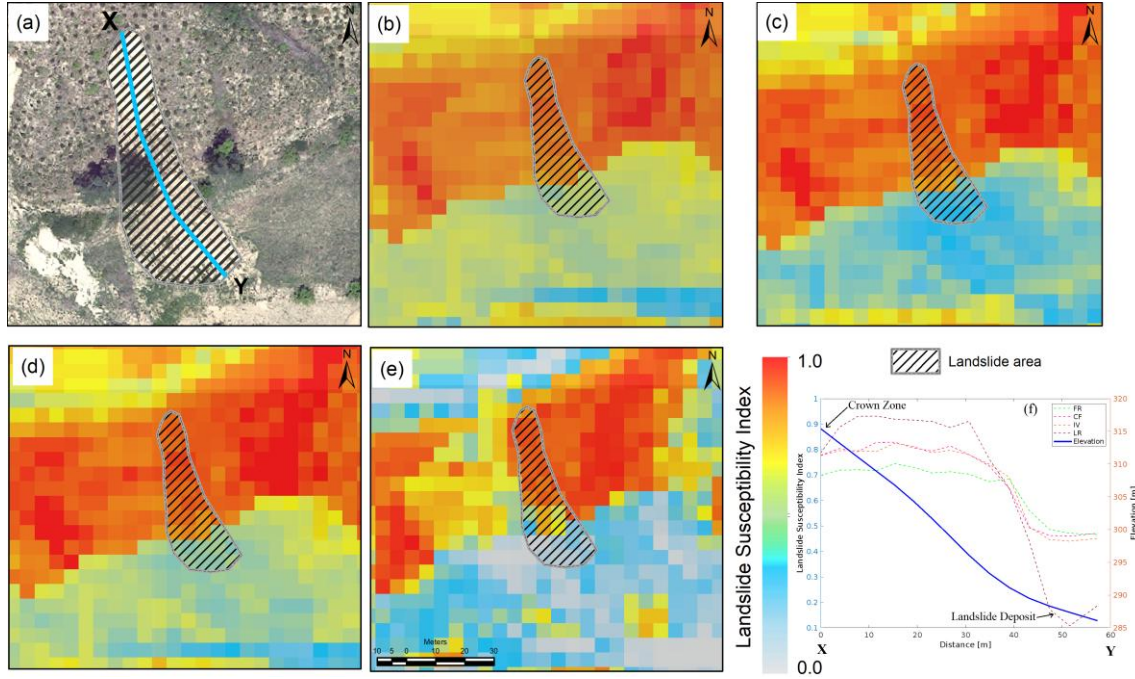 (a)
X
Y
N
(b)
N
(c)
N
(d)
N
(e)
N
Meters
10 5 0 10 20 30
Landslide Susceptibility Index
1.0
0.0
Landslide area
(f)
Crown Zone
Landslide Deposit
FR
CF
IV
LR
Elevation
Landslide Susceptibility Index
1
0.9
0.8
0.7
0.6
0.5
0.4
0.3
0.2
0.1
Elevation [m]
320
315
310
305
300
295
290
285
0 10 20 30 40 50 60
X Distance [m] Y